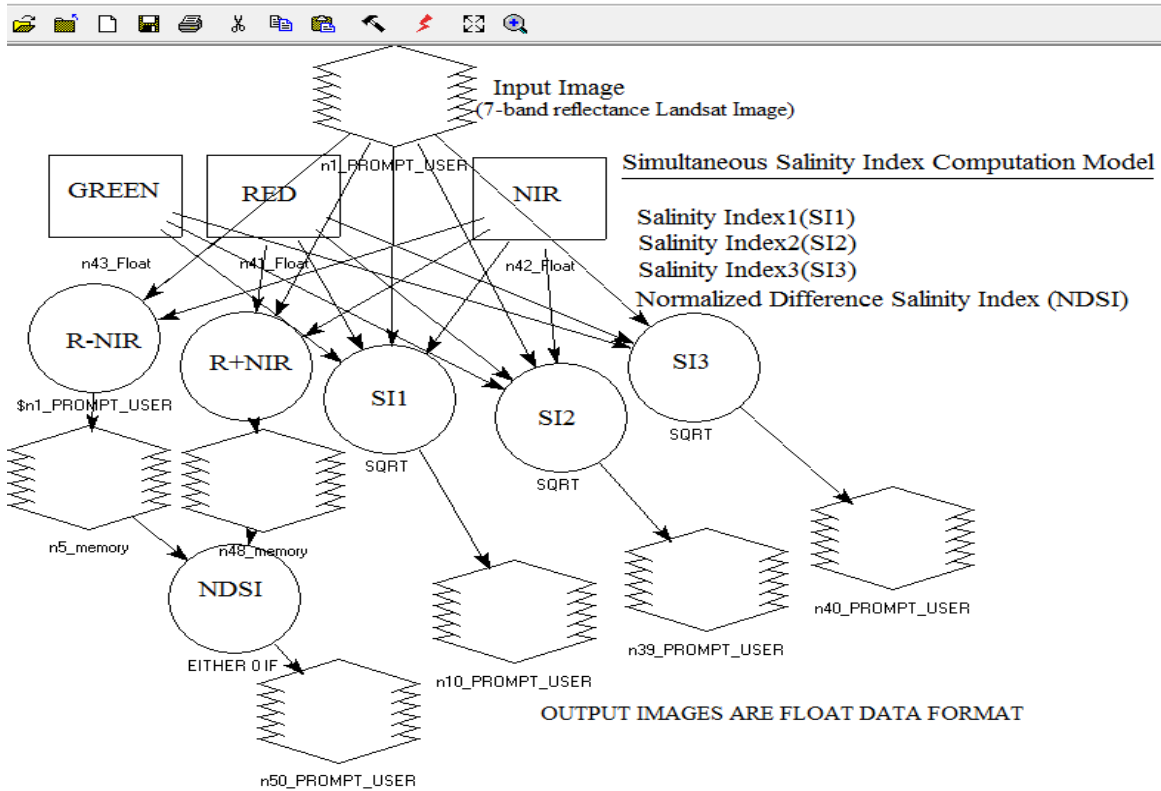 Input Image
(7-band reflectance Landsat Image)
n1_PROMPT_USER
GREEN
RED
NIR
n43_Float
n41_Float
n42_Float
Simultaneous Salinity Index Computation Model
Salinity Index1(SI1)
Salinity Index2(SI2)
Salinity Index3(SI3)
Normalized Difference Salinity Index (NDSI)
R-NIR
R+NIR
SI1
SI2
SI3
$n1_PROMPT_USER
SQRT
SQRT
SQRT
n5_memory
n48_memory
NDSI
EITHER 0 IF
n10_PROMPT_USER
n39_PROMPT_USER
n40_PROMPT_USER
n50_PROMPT_USER
OUTPUT IMAGES ARE FLOAT DATA FORMAT